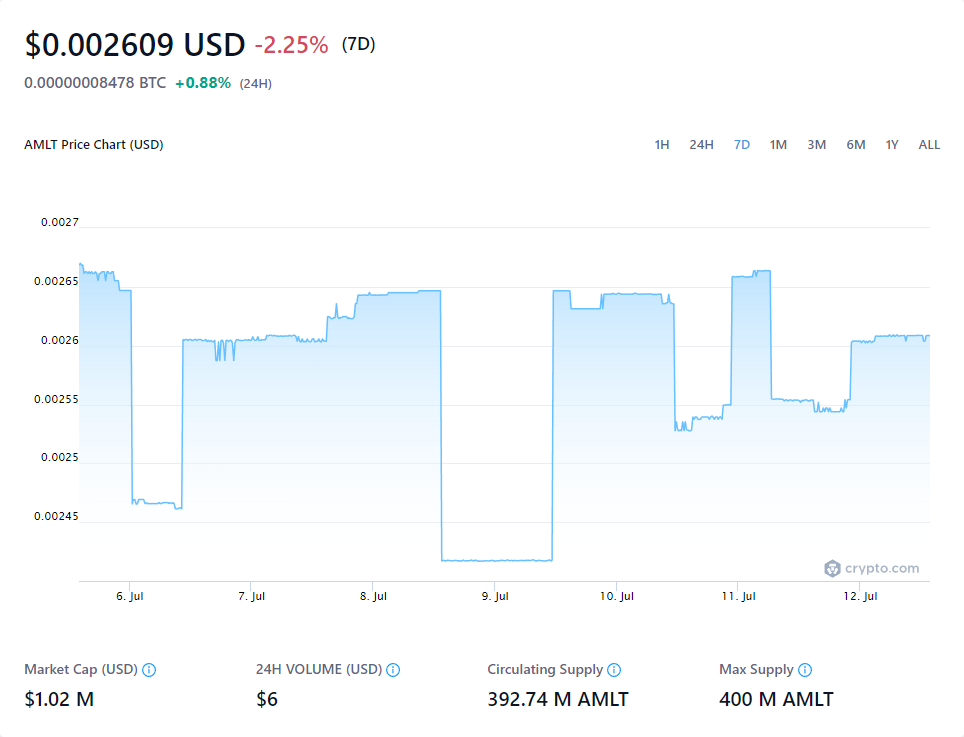 $0.002609 USD -2.25% (7D)
0.00000008478 BTC +0.88% (24H)
AMLT Price Chart (USD) 1H 24H 7D 1M 3M 6M 1Y ALL
0.0027
0.00265
0.0026
0.00255
0.0025
0.00245
crypto.com
6. Jul 7. Jul 8. Jul 9. Jul 10. Jul 11. Jul 12. Jul
Market Cap (USD) 24H VOLUME (USD) Circulating Supply Max Supply
$1.02 M $6 392.74 M AMLT 400 M AMLT